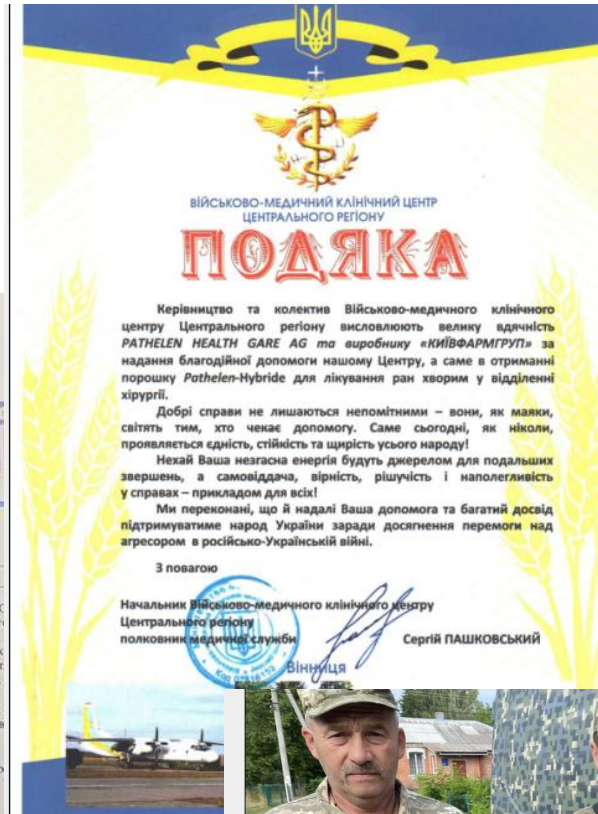 ВІЙСЬКОВО-МЕДИЧНИЙ КЛІНІЧНИЙ ЦЕНТР
ЦЕНТРАЛЬНОГО РЕГІОНУ
ПОДЯКА
Керівництво та колектив Військово-медичного клінічного
центру Центрального регіону висловлюють велику вдячність
PATHELEN HEALTH GARE AG та виробнику «КИЇВФАРМГРУП» за
надання благодійної допомоги нашому Центру, а саме в отриманні
порошку Pathelen-Hybride для лікування ран хворим у відділенні
хірургії.
Добрі справи не лишаються непомітними – вони, як маяки,
світять тим, хто чекає допомогу. Саме сьогодні, як ніколи,
проявляється єдність, стійкість та щирість усього народу!
Нехай Ваша незгасна енергія будуть джерелом для подальших
звершень, а самовіддача, вірність, рішучість і наполегливість
у справах – прикладом для всіх!
Ми переконані, що й надалі Ваша допомога та багатий досвід
підтримуватиме народ України заради досягнення перемоги над
агресором в російсько-Українській війні.
З повагою
Начальник Військово-медичного клінічного центру
Центрального регіону
полковник медичної служби Сергій ПАШКОВСЬКИЙ
Вінниця